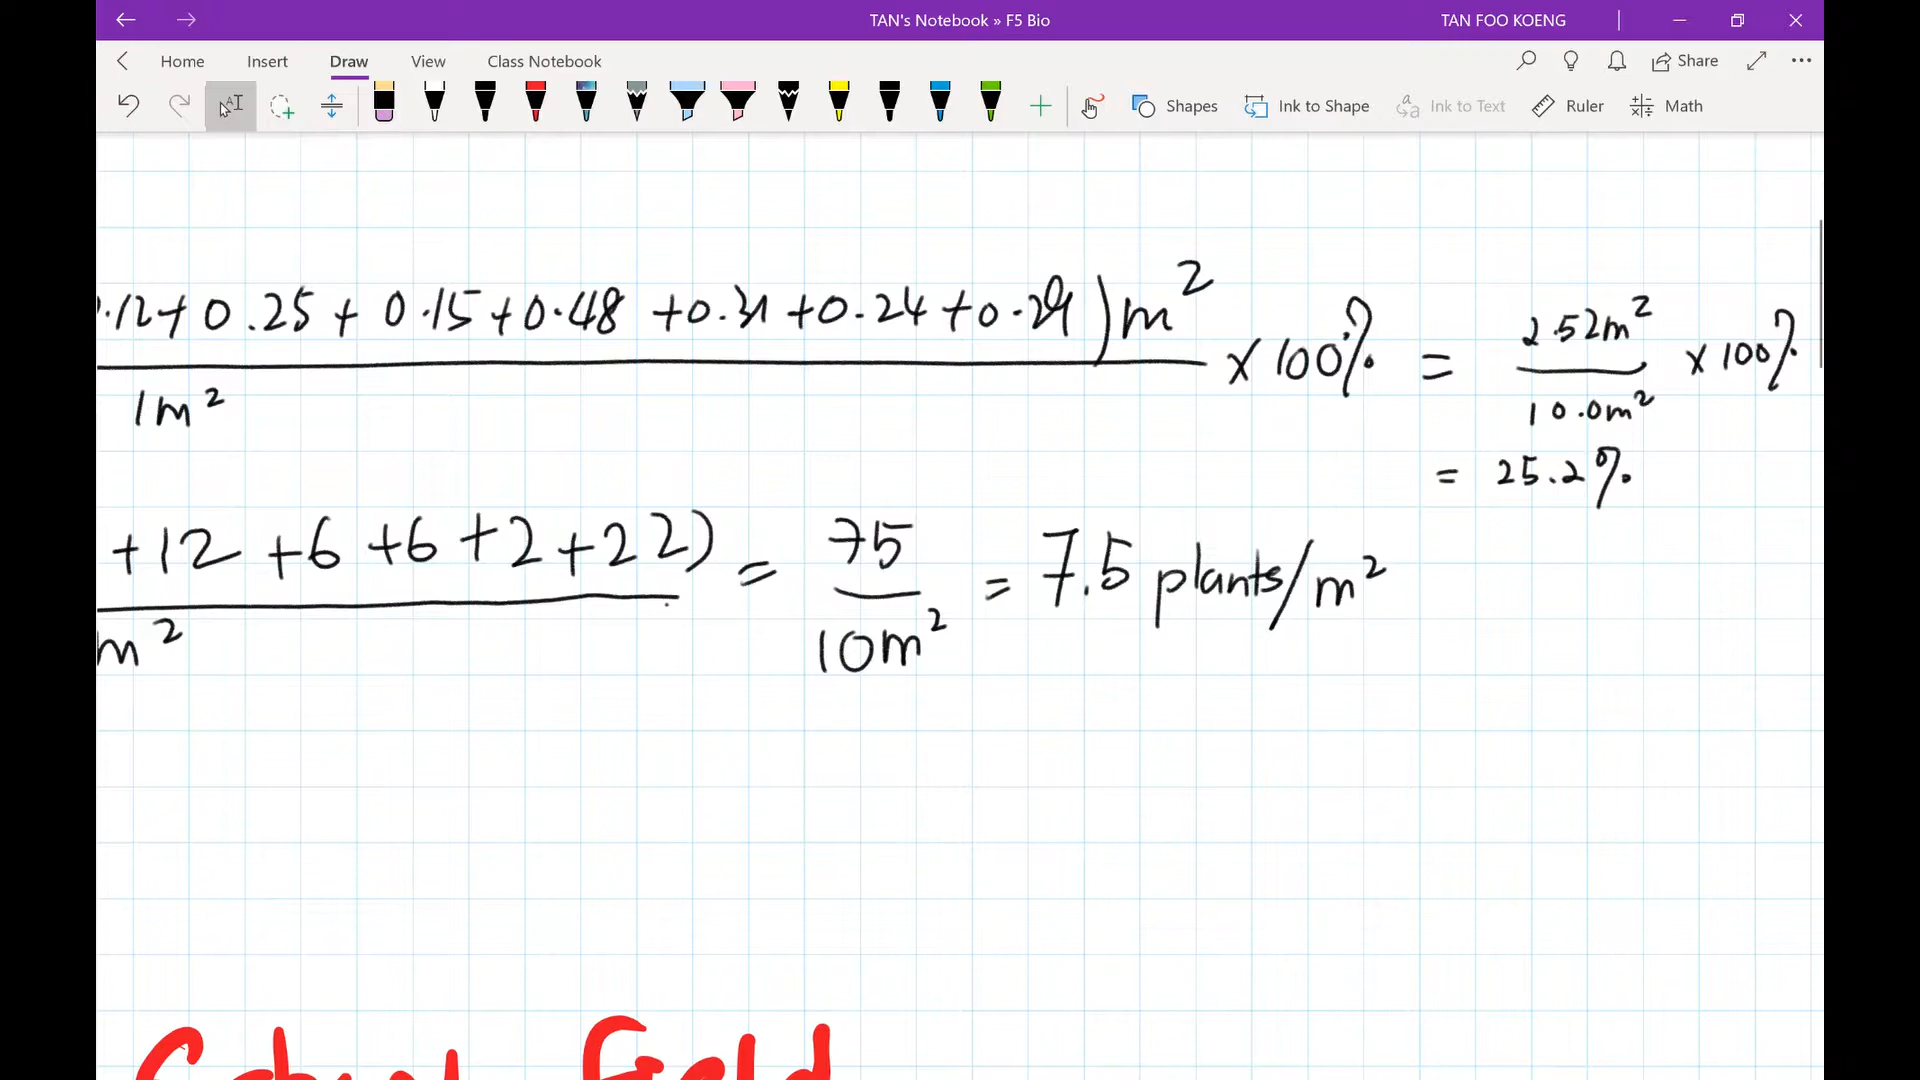 TAN's Notebook » F5 Bio
TAN FOO KOENG
Home Insert Draw View Class Notebook
Share
Shapes Ink to Shape Ink to Text Ruler Math
.12+ 0.25 + 0.15+0.48 +0.31 +0.24 +0.29 )m² × 100% = 2.52m² × 100%
1m² 10.0m²
= 25.2%
+12 +6 +6 +2 +22) = 75 = 7.5 plants/m²
m² 10m²
Field